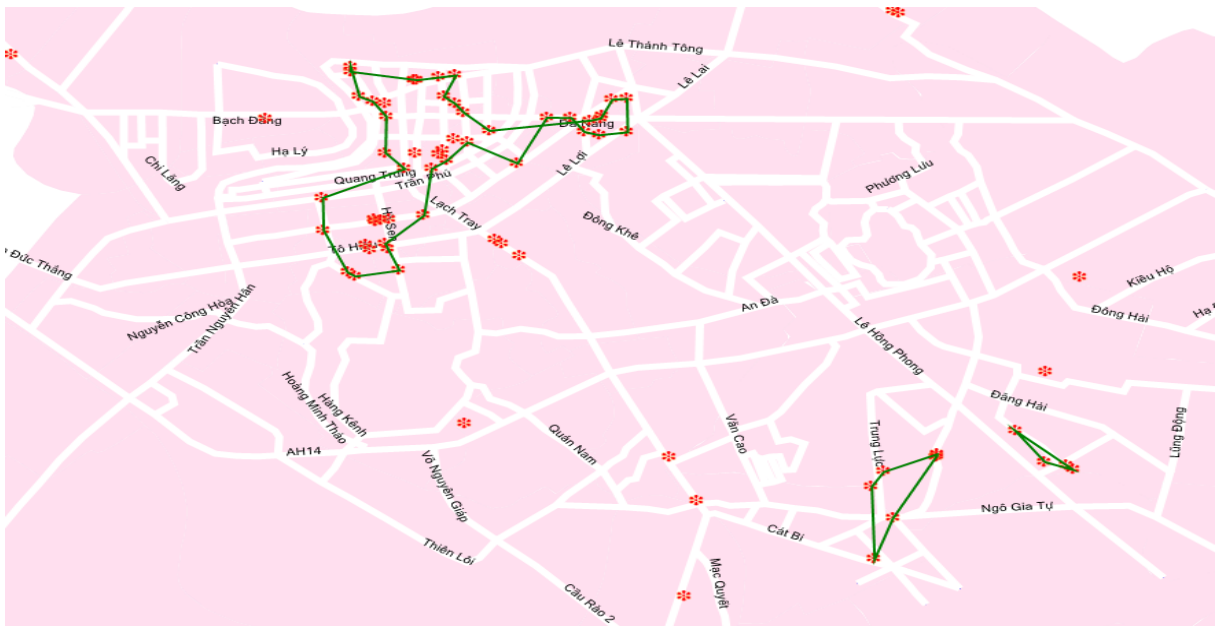 Lê Thánh Tông
Lê Lai
Bạch Đằng
Đà Nẵng
Hạ Lý
Chi Lăng
Quang Trung
Trần Phú
Lê Lợi
Phương Lưu
Lạch Tray
Đông Khê
Tô Hiệu
Đức Thắng
Kiều Hộ
An Đà
Đông Hải
Hạ
Nguyễn Công Hòa
Trần Nguyên Hãn
Lê Hồng Phong
Hoàng Minh Thảo
Hàng Kênh
Đằng Hải
Lũng Động
AH14
Quán Nam
Văn Cao
Trung Lực
Võ Nguyên Giáp
Ngô Gia Tự
Cát Bi
Thiên Lôi
Mạc Quyết
Cầu Rào 2